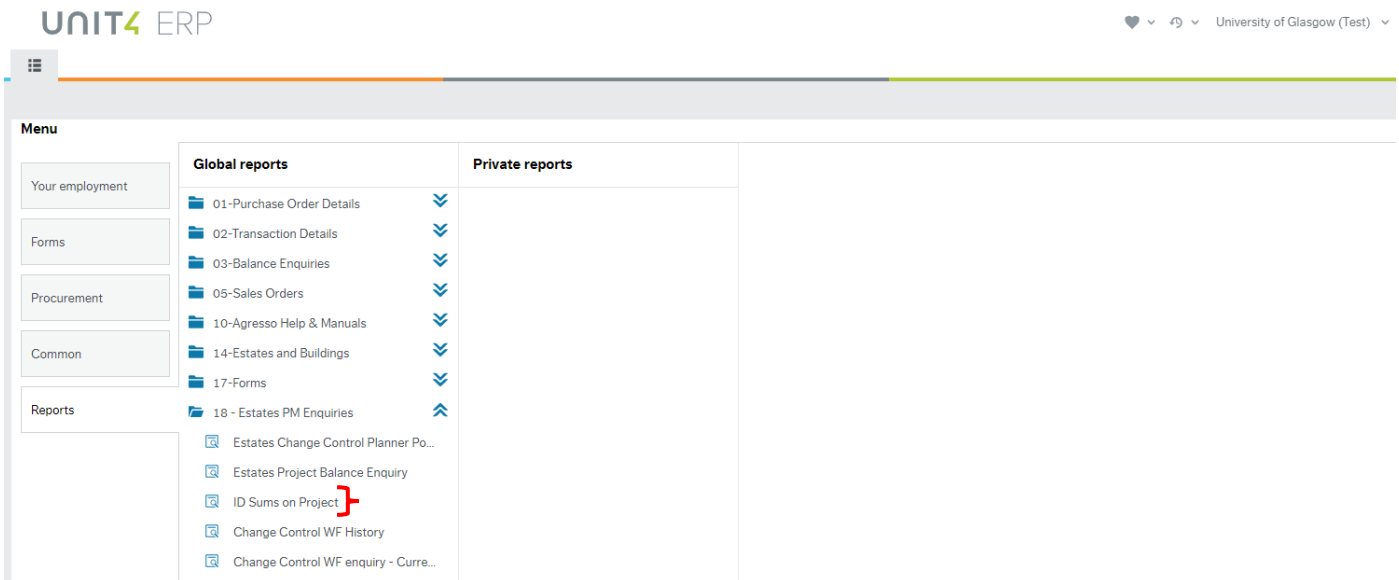 UNIT4 ERP
University of Glasgow (Test)
Menu
Your employment
Forms
Procurement
Common
Reports
Global reports
01-Purchase Order Details
02-Transaction Details
03-Balance Enquiries
05-Sales Orders
10-Agresso Help & Manuals
14-Estates and Buildings
17-Forms
18 - Estates PM Enquiries
Estates Change Control Planner Po...
Estates Project Balance Enquiry
ID Sums on Project
Change Control WF History
Change Control WF enquiry - Curre...
Private reports